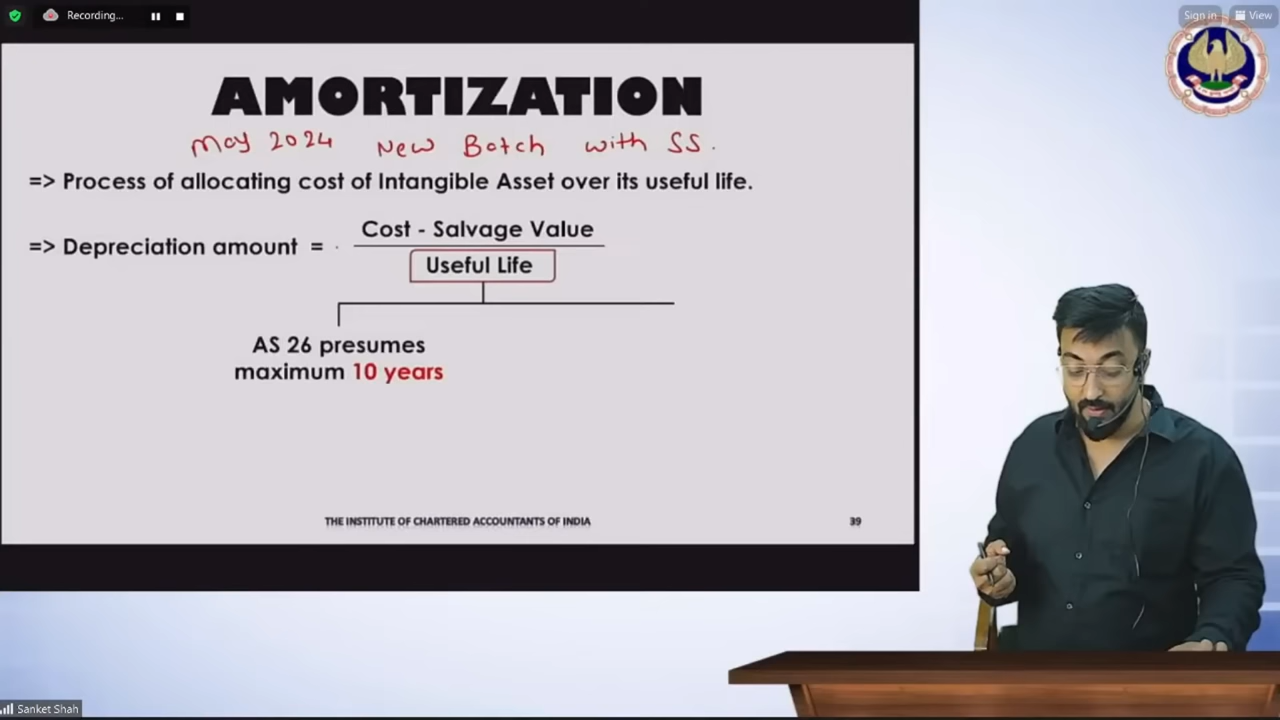 Recording...
Sign in
View
AMORTIZATION
May 2024 New Batch with SS.
=> Process of allocating cost of Intangible Asset over its useful life.
=> Depreciation amount =
Cost - Salvage Value
Useful Life
AS 26 presumes
maximum 10 years
THE INSTITUTE OF CHARTERED ACCOUNTANTS OF INDIA
39
Sanket Shah